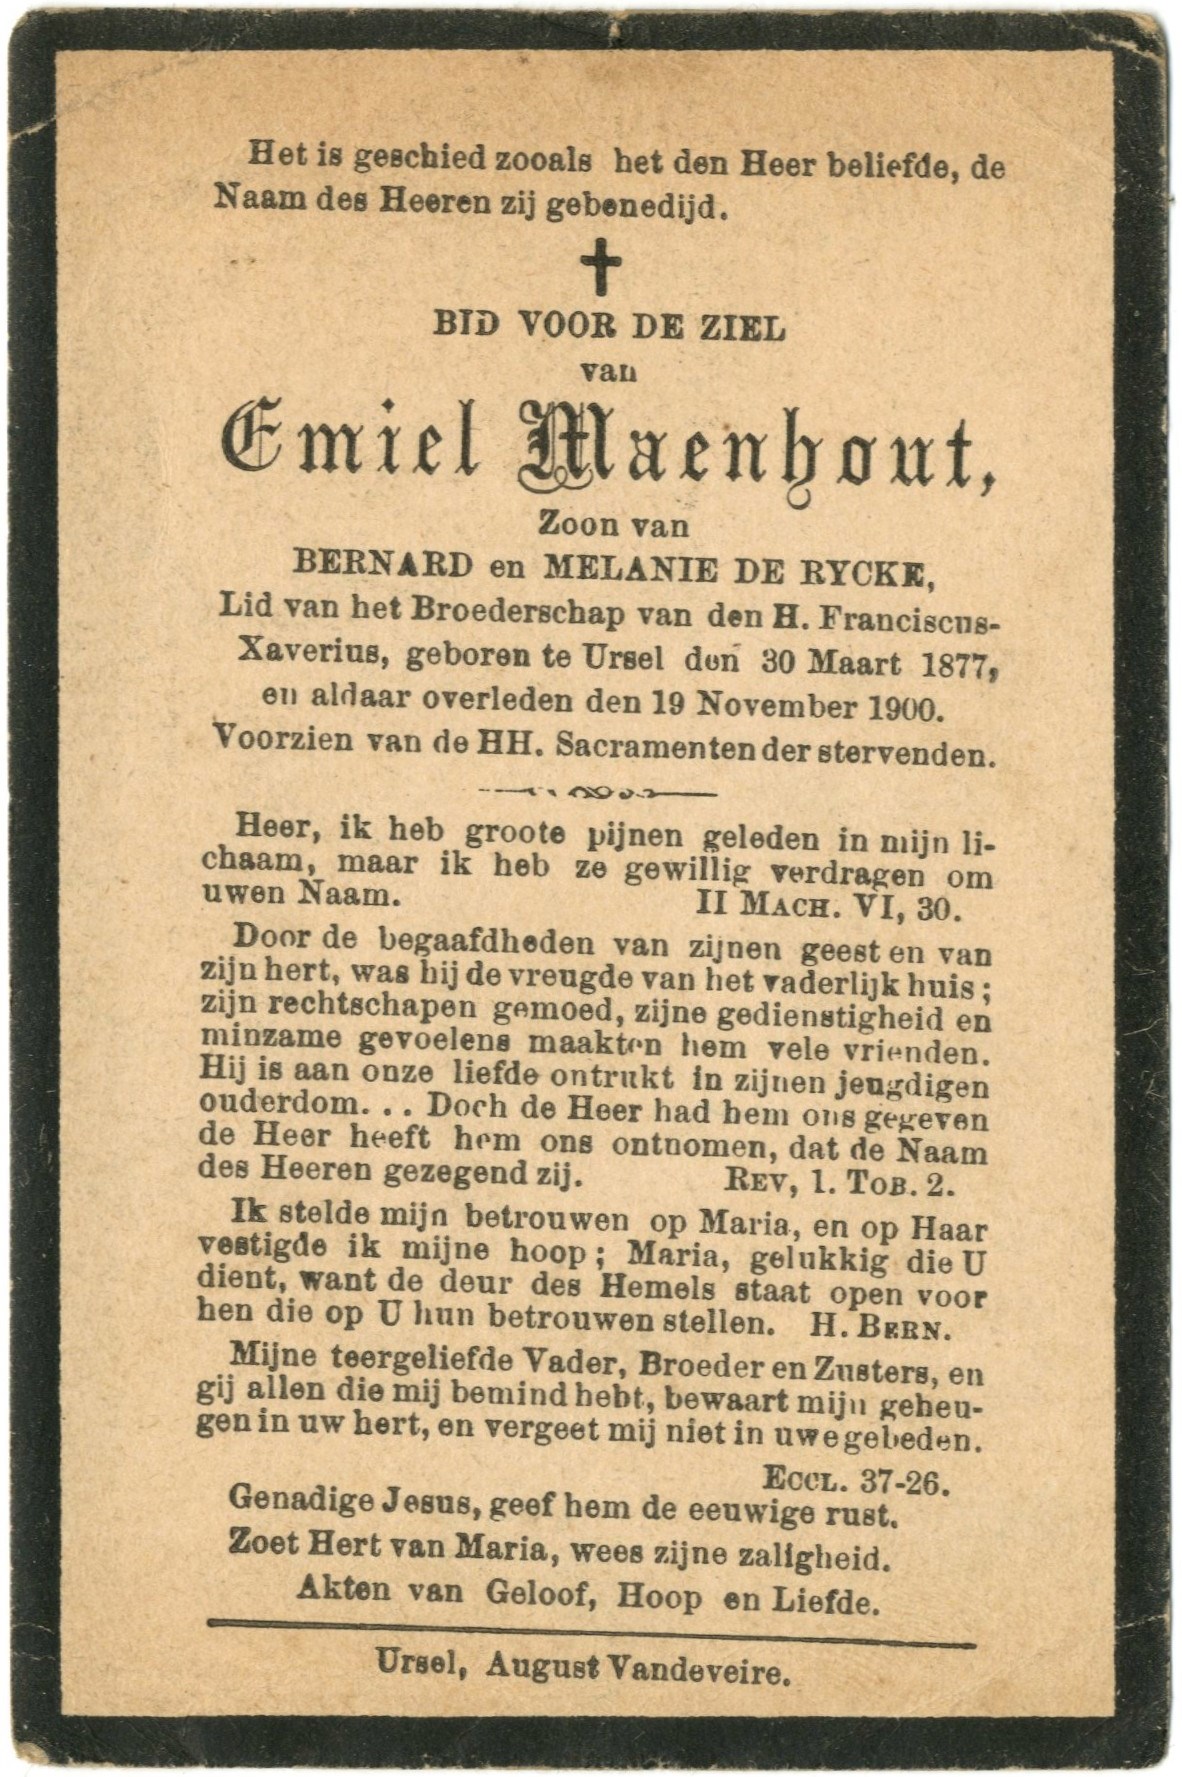 Het is geschied zooals het den Heer beliefde, de
Naam des Heeren zij gebenedijd.
BID VOOR DE ZIEL
van
Emiel Maenhout,
Zoon van
BERNARD en MELANIE DE RYCKE,
Lid van het Broederschap van den H. Franciscus-
Xaverius, geboren te Ursel den 30 Maart 1877,
en aldaar overleden den 19 November 1900.
Voorzien van de HH. Sacramenten der stervenden.
Heer, ik heb groote pijnen geleden in mijn li-
chaam, maar ik heb ze gewillig verdragen om
uwen Naam. II MACH. VI, 30.
Door de begaafdheden van zijnen geest en van
zijn hert, was hij de vreugde van het vaderlijk huis;
zijn rechtschapen gemoed, zijne gedienstigheid en
minzame gevoelens maakten hem vele vrienden.
Hij is aan onze liefde ontrukt in zijnen jeugdigen
ouderdom... Doch de Heer had hem ons gegeven
de Heer heeft hem ons ontnomen, dat de Naam
des Heeren gezegend zij. REV, 1. TOB. 2.
Ik stelde mijn betrouwen op Maria, en op Haar
vestigde ik mijne hoop; Maria, gelukkig die U
dient, want de deur des Hemels staat open voor
hen die op U hun betrouwen stellen. H. BERN.
Mijne teergeliefde Vader, Broeder en Zusters, en
gij allen die mij bemind hebt, bewaart mijn geheu-
gen in uw hert, en vergeet mij niet in uwe gebeden.
ECCL. 37-26.
Genadige Jesus, geef hem de eeuwige rust.
Zoet Hert van Maria, wees zijne zaligheid.
Akten van Geloof, Hoop en Liefde.
Ursel, August Vandeveire.